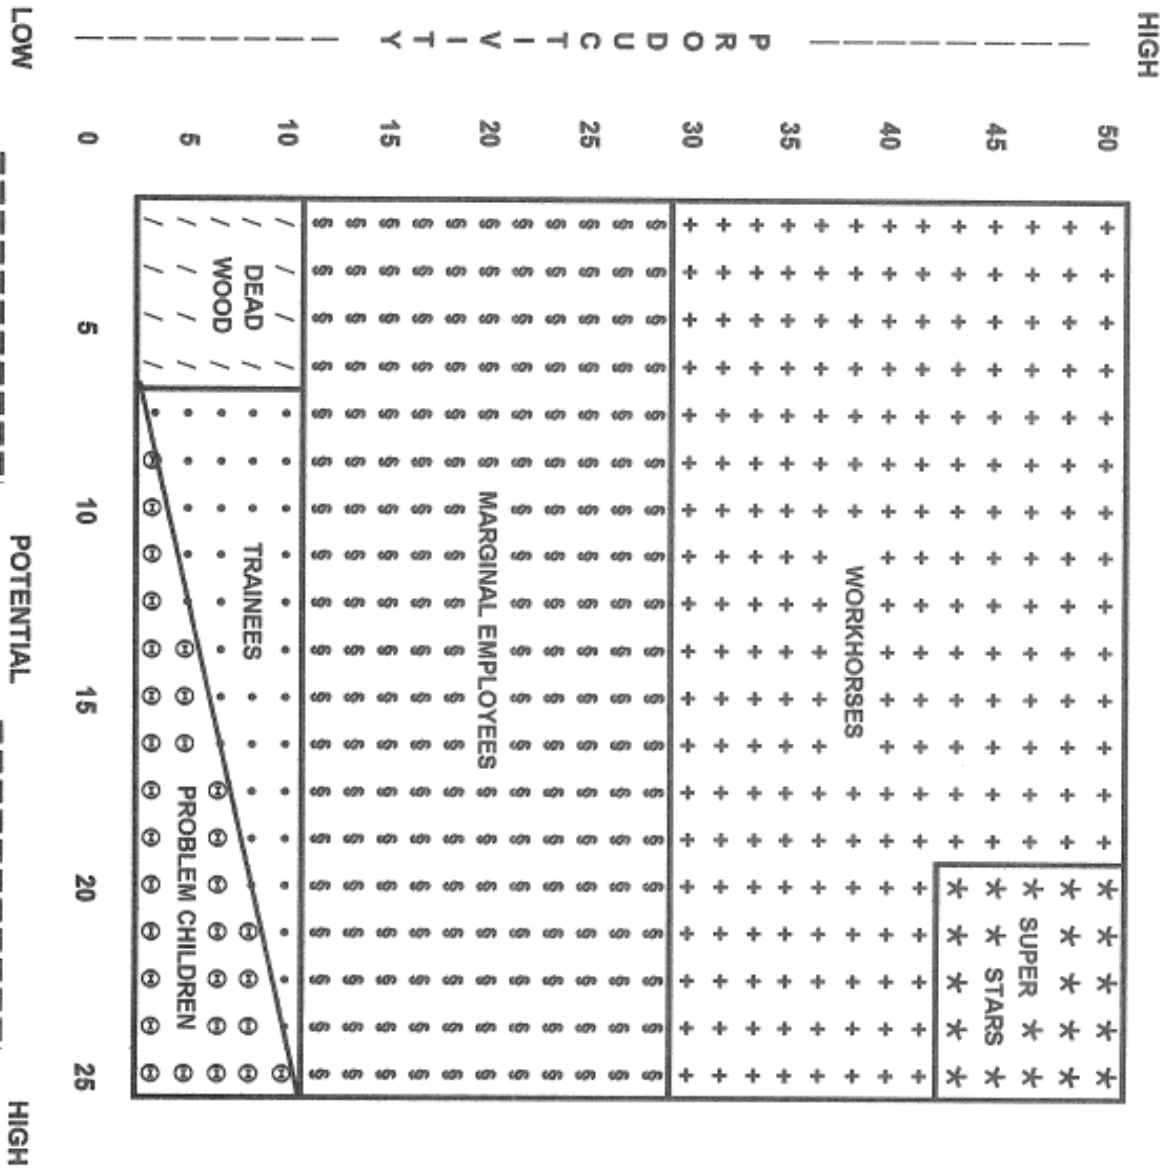 HIGH
50
45
SUPER
STARS
40
WORKHORSES
P
R
O
D
U
C
T
I
V
I
T
Y
35
30
25
20
MARGINAL EMPLOYEES
15
10
DEAD
WOOD
TRAINEES
5
PROBLEM CHILDREN
0 5 10 15 20 25
LOW POTENTIAL HIGH